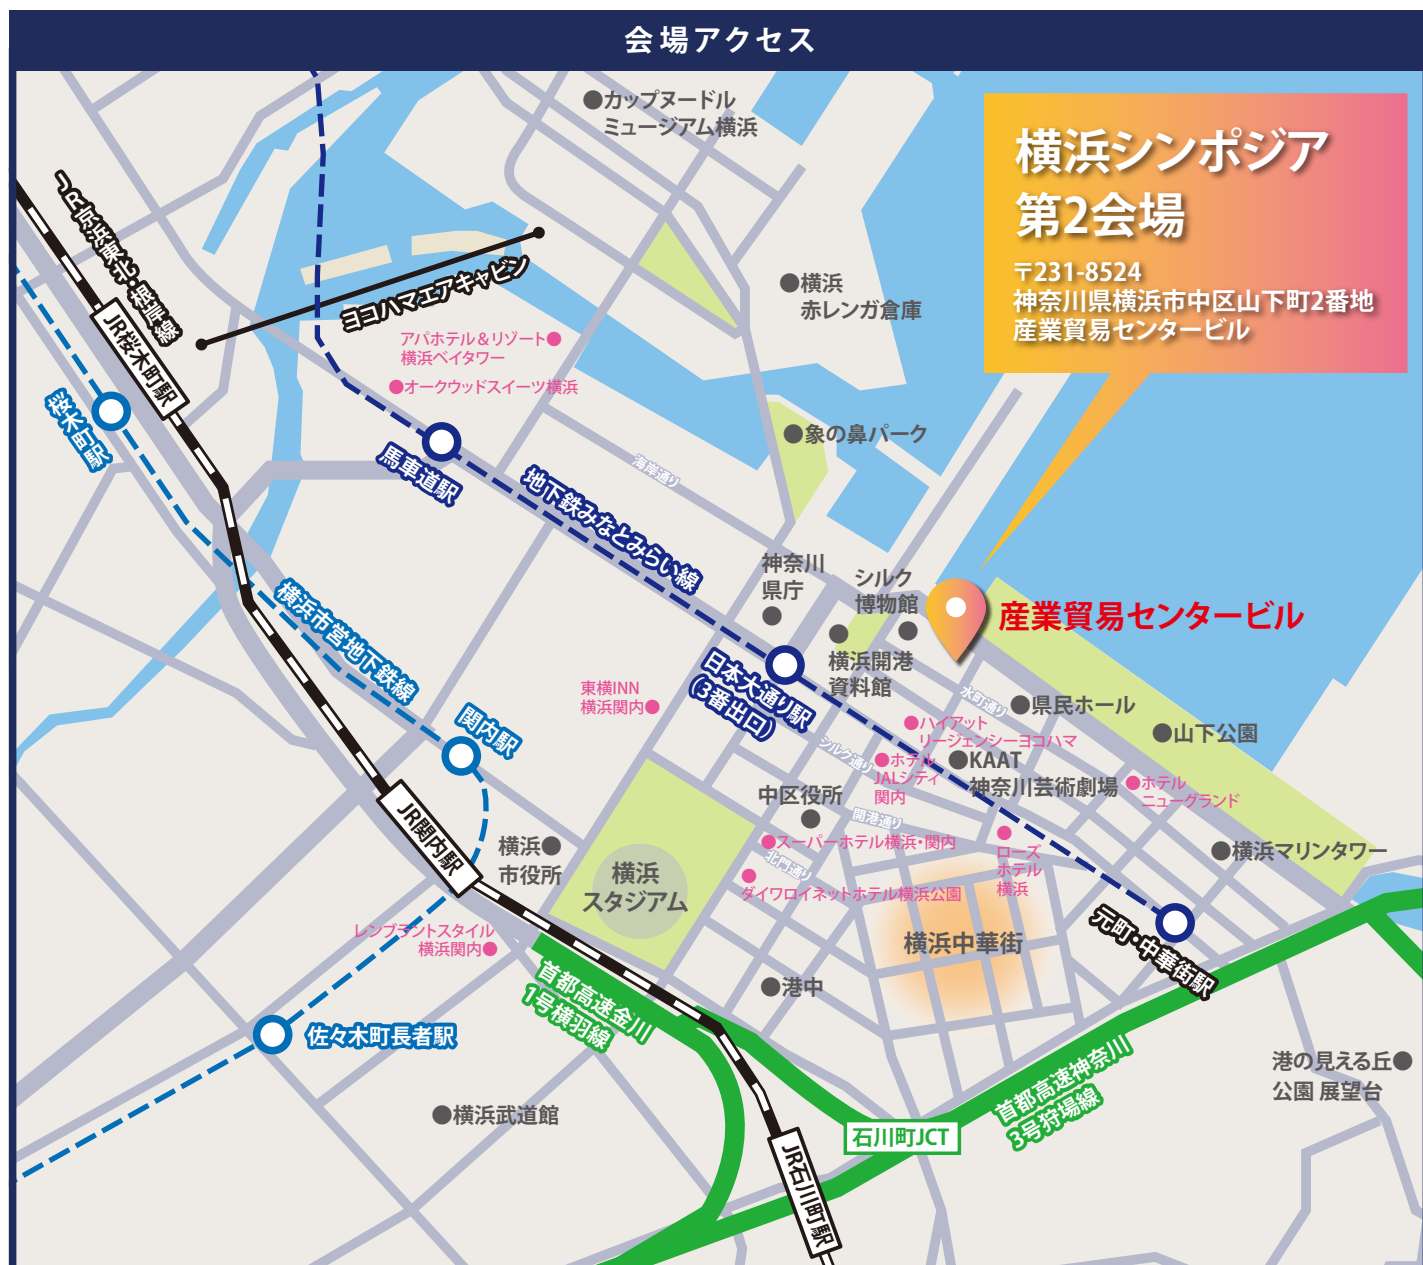 会場アクセス
カップヌードル
ミュージアム横浜
横浜シンポジア
第2会場
〒231-8524
神奈川県横浜市中区山下町2番地
産業貿易センタービル
JR京浜東北・根岸線
ヨコハマエアキャビン
横浜
赤レンガ倉庫
JR桜木町駅
アパホテル＆リゾート
横浜ベイタワー
オークウッドスイーツ横浜
桜木町駅
象の鼻パーク
馬車道駅
海岸通り
地下鉄みなとみらい線
神奈川
県庁
シルク
博物館
産業貿易センタービル
横浜市営地下鉄線
横浜開港
資料館
日本大通り駅
(3番出口)
東横INN
横浜関内
水町通り
県民ホール
関内駅
ハイアット
リージェンシーヨコハマ
山下公園
シルク通り
ホテル
JALシティ
関内
KAAT
神奈川芸術劇場
ホテル
ニューグランド
中区役所
開港通り
JR関内駅
横浜
市役所
スーパーホテル横浜・関内
北門通り
ローズ
ホテル
横浜
横浜マリンタワー
横浜
スタジアム
ダイワロイネットホテル横浜公園
レンブラントスタイル
横浜関内
横浜中華街
元町・中華街駅
首都高速金川
1号横羽線
港中
佐々木町長者駅
首都高速神奈川
3号狩場線
港の見える丘
公園 展望台
横浜武道館
石川町JCT
JR石川町駅